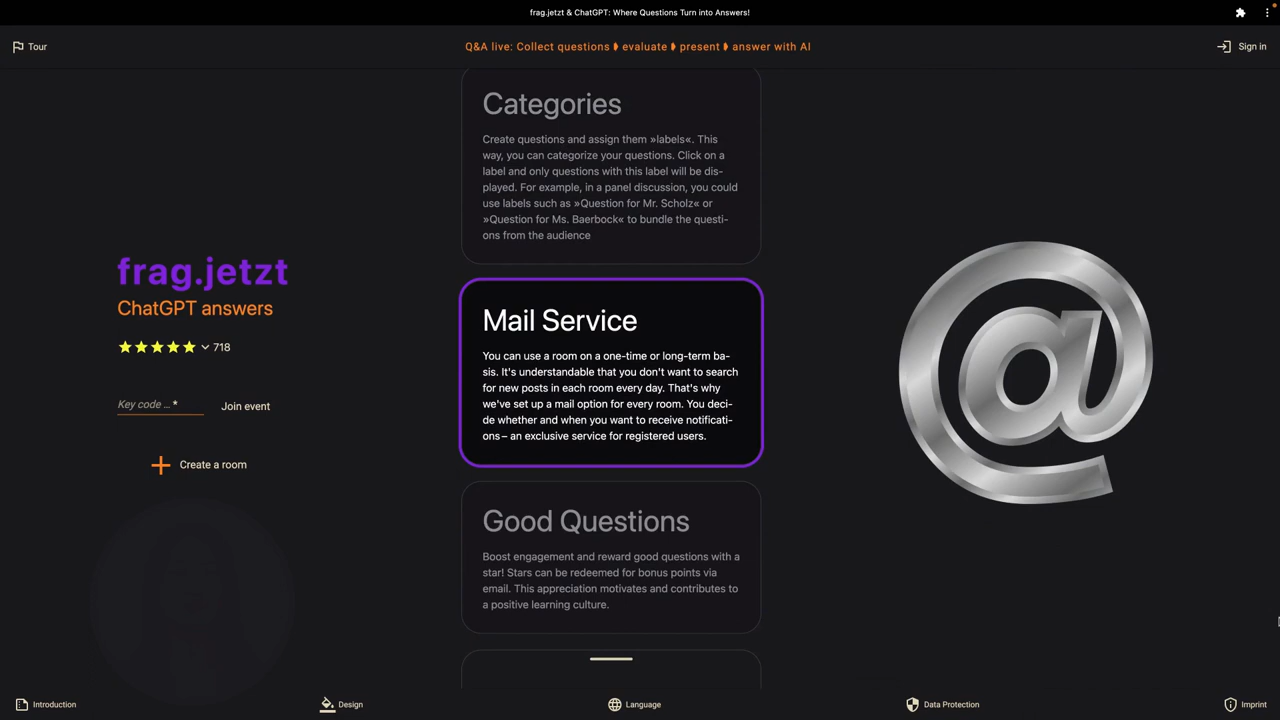 frag.jetzt & ChatGPT: Where Questions Turn into Answers!
Tour
Q&A live: Collect questions ❥ evaluate ❥ present ❥ answer with AI
Sign in
frag.jetzt
ChatGPT answers
718
Key code ... *
Join event
Create a room
Categories
Create questions and assign them »labels«. This
way, you can categorize your questions. Click on a
label and only questions with this label will be dis-
played. For example, in a panel discussion, you could
use labels such as »Question for Mr. Scholz« or
»Question for Ms. Baerbock« to bundle the questi-
ons from the audience
Mail Service
You can use a room on a one-time or long-term ba-
sis. It's understandable that you don't want to search
for new posts in each room every day. That's why
we've set up a mail option for every room. You deci-
de whether and when you want to receive notificati-
ons – an exclusive service for registered users.
Good Questions
Boost engagement and reward good questions with a
star! Stars can be redeemed for bonus points via
email. This appreciation motivates and contributes to
a positive learning culture.
@
Introduction
Design
Language
Data Protection
Imprint